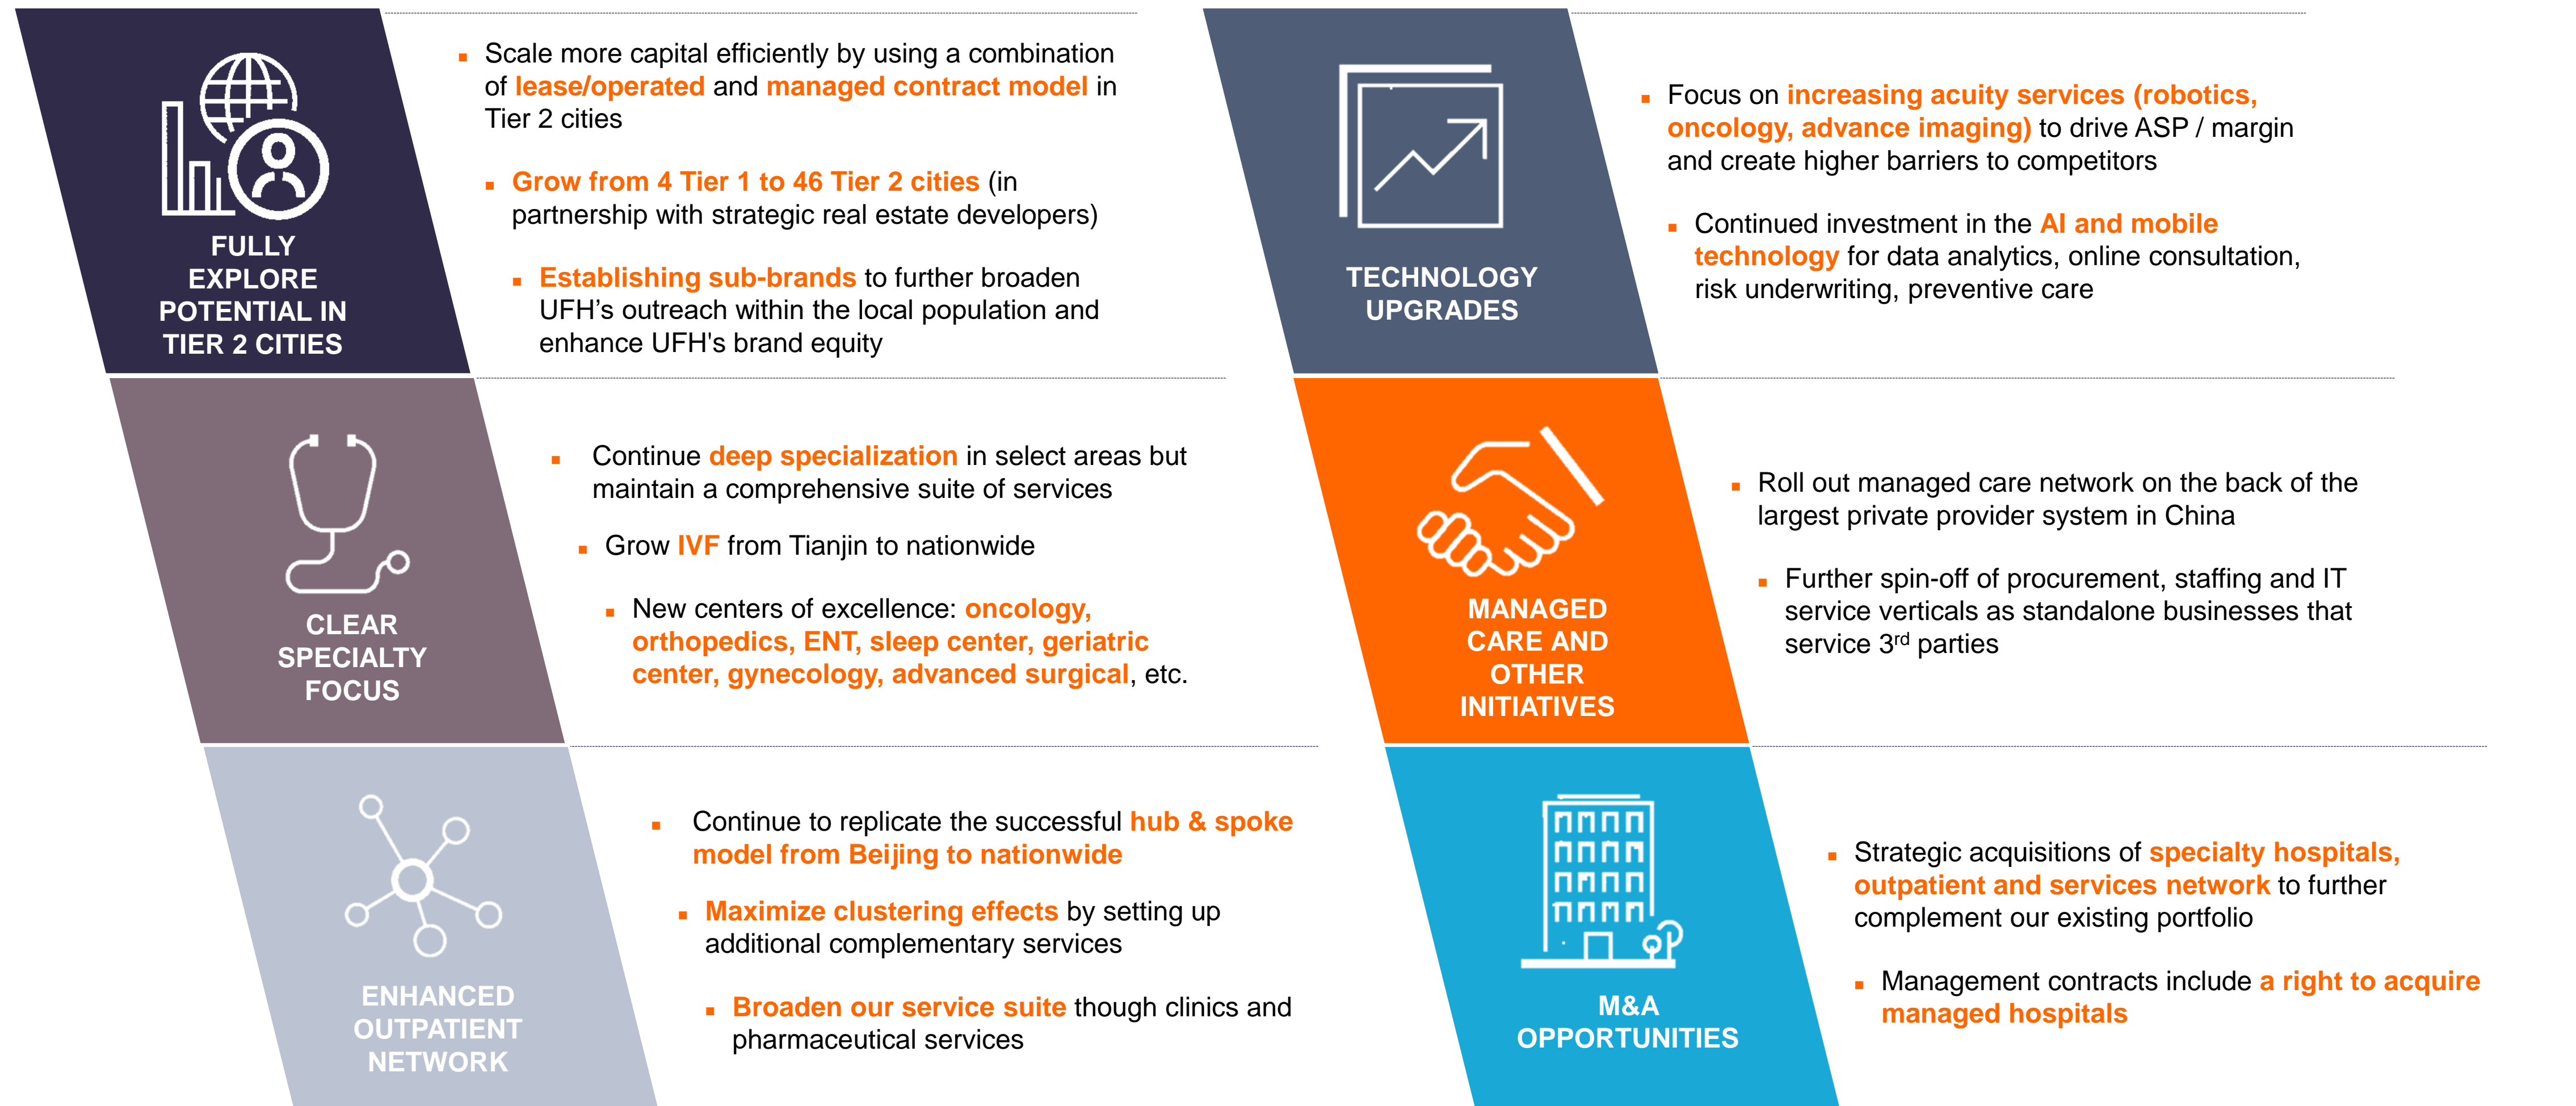 FULLY
EXPLORE
POTENTIAL IN
TIER 2 CITIES
▪ Scale more capital efficiently by using a combination
of lease/operated and managed contract model in
Tier 2 cities
▪ Grow from 4 Tier 1 to 46 Tier 2 cities (in
partnership with strategic real estate developers)
▪ Establishing sub-brands to further broaden
UFH’s outreach within the local population and
enhance UFH's brand equity
CLEAR
SPECIALTY
FOCUS
▪ Continue deep specialization in select areas but
maintain a comprehensive suite of services
▪ Grow IVF from Tianjin to nationwide
▪ New centers of excellence: oncology,
orthopedics, ENT, sleep center, geriatric
center, gynecology, advanced surgical, etc.
ENHANCED
OUTPATIENT
NETWORK
▪ Continue to replicate the successful hub & spoke
model from Beijing to nationwide
▪ Maximize clustering effects by setting up
additional complementary services
▪ Broaden our service suite though clinics and
pharmaceutical services
TECHNOLOGY
UPGRADES
▪ Focus on increasing acuity services (robotics,
oncology, advance imaging) to drive ASP / margin
and create higher barriers to competitors
▪ Continued investment in the AI and mobile
technology for data analytics, online consultation,
risk underwriting, preventive care
MANAGED
CARE AND
OTHER
INITIATIVES
▪ Roll out managed care network on the back of the
largest private provider system in China
▪ Further spin-off of procurement, staffing and IT
service verticals as standalone businesses that
service 3rd parties
M&A
OPPORTUNITIES
▪ Strategic acquisitions of specialty hospitals,
outpatient and services network to further
complement our existing portfolio
▪ Management contracts include a right to acquire
managed hospitals